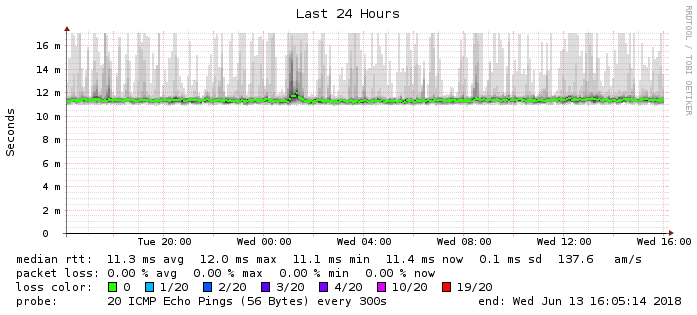 Last 24 Hours
RRDTOOL / TOBI OETIKER
Seconds
16 m
14 m
12 m
10 m
8 m
6 m
4 m
2 m
0
Tue 20:00 Wed 00:00 Wed 04:00 Wed 08:00 Wed 12:00 Wed 16:00
median rtt: 11.3 ms avg 12.0 ms max 11.1 ms min 11.4 ms now 0.1 ms sd 137.6 am/s
packet loss: 0.00 % avg 0.00 % max 0.00 % min 0.00 % now
loss color: 0 1/20 2/20 3/20 4/20 10/20 19/20
probe: 20 ICMP Echo Pings (56 Bytes) every 300s end: Wed Jun 13 16:05:14 2018